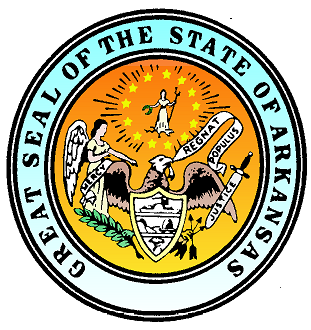 GREAT SEAL OF THE STATE OF ARKANSAS
REGNAT
POPULUS
MERCY
JUSTICE